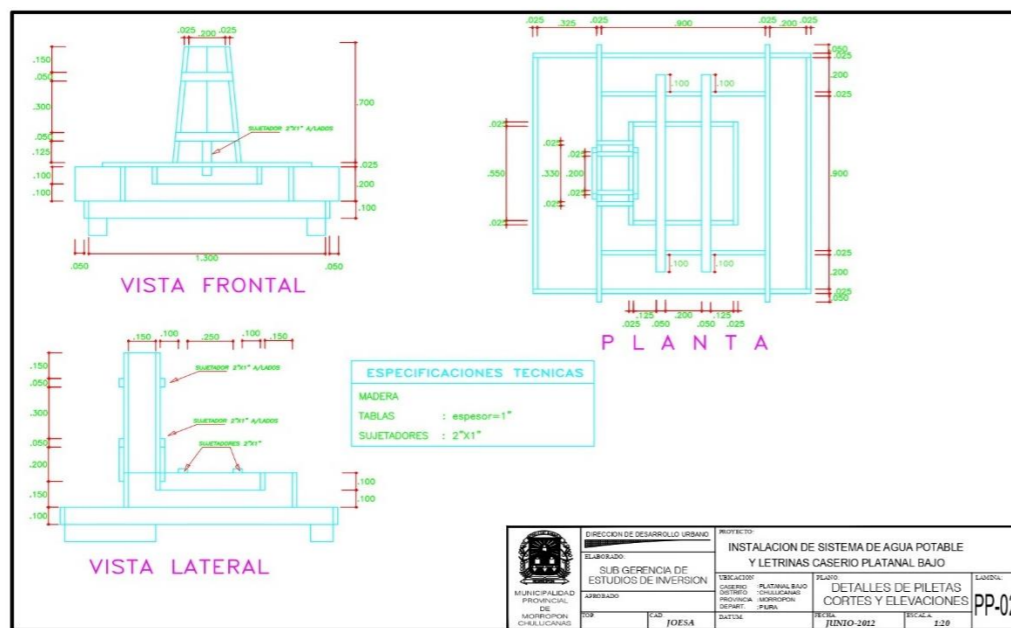 .025 .200 .025
.150
.050
.300
.050
.125
.100
.100
.700
.025
.200
.100
SUJETADOR 2"X1" A/LADOS
.050 1.300 .050
VISTA FRONTAL
.025 .325 .025 .900 .025 .025
.050
.025
.200
.025
.900
.025
.200
.025
.050
.100 .100
.025
.550
.025
.025
.330
.025
.025
.200
.025
.100 .100
.125 .200 .125
.025 .050 .050 .025
PLANTA
.150 .100 .250 .100 .150
.150
.050
.300
.050
.200
.150
.100
SUJETADOR 2"X1" A/LADOS
SUJETADOR 2"X1" A/LADOS
SUJETADORES 2"X1"
.100
.100
VISTA LATERAL
ESPECIFICACIONES TECNICAS
MADERA
TABLAS : espesor=1"
SUJETADORES : 2"X1"
MUNICIPALIDAD
PROVINCIAL
DE
MORROPON
CHULUCANAS
DIRECCION DE DESARROLLO URBANO
ELABORADO:
SUB GERENCIA DE
ESTUDIOS DE INVERSION
APROBADO
TOP. CAD. JOESA
PROYECTO:
INSTALACION DE SISTEMA DE AGUA POTABLE
Y LETRINAS CASERIO PLATANAL BAJO
UBICACION
CASERIO : PLATANAL BAJO
DISTRITO : CHULUCANAS
PROVINCIA : MORROPON
DEPART. : PIURA
DATUM.
PLANO:
DETALLES DE PILETAS
CORTES Y ELEVACIONES
FECHA: JUNIO-2012
ESCALA: 1:20
LAMINA:
PP-02